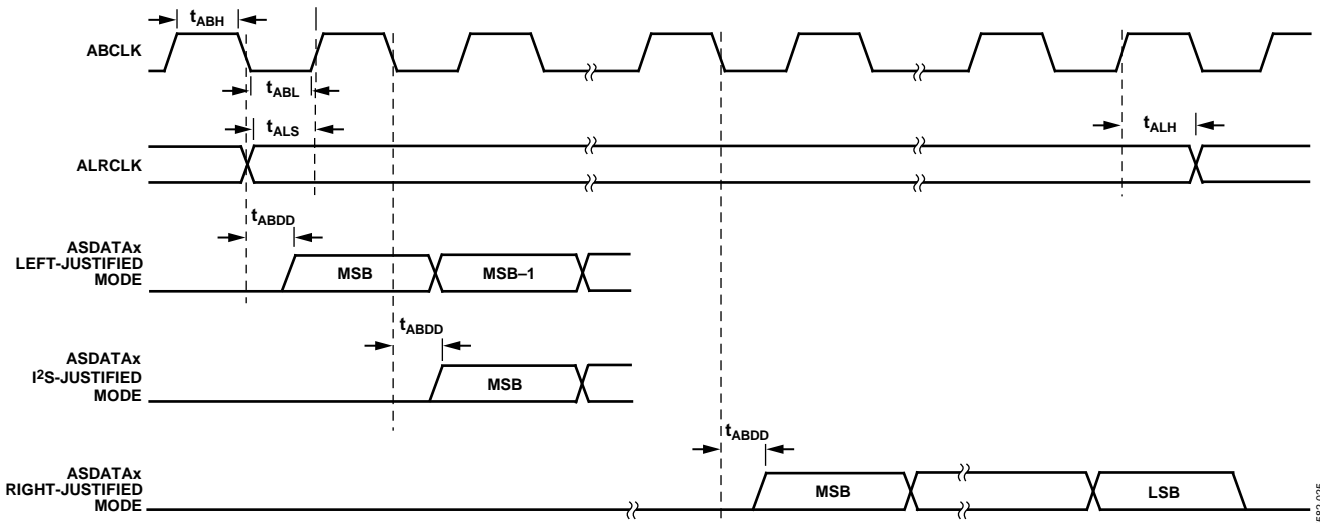 tABH
ABCLK
tABL
tALS
tALH
ALRCLK
tABDD
ASDATAx
LEFT-JUSTIFIED
MODE
MSB
MSB–1
tABDD
ASDATAx
I2S-JUSTIFIED
MODE
MSB
tABDD
ASDATAx
RIGHT-JUSTIFIED
MODE
MSB
LSB